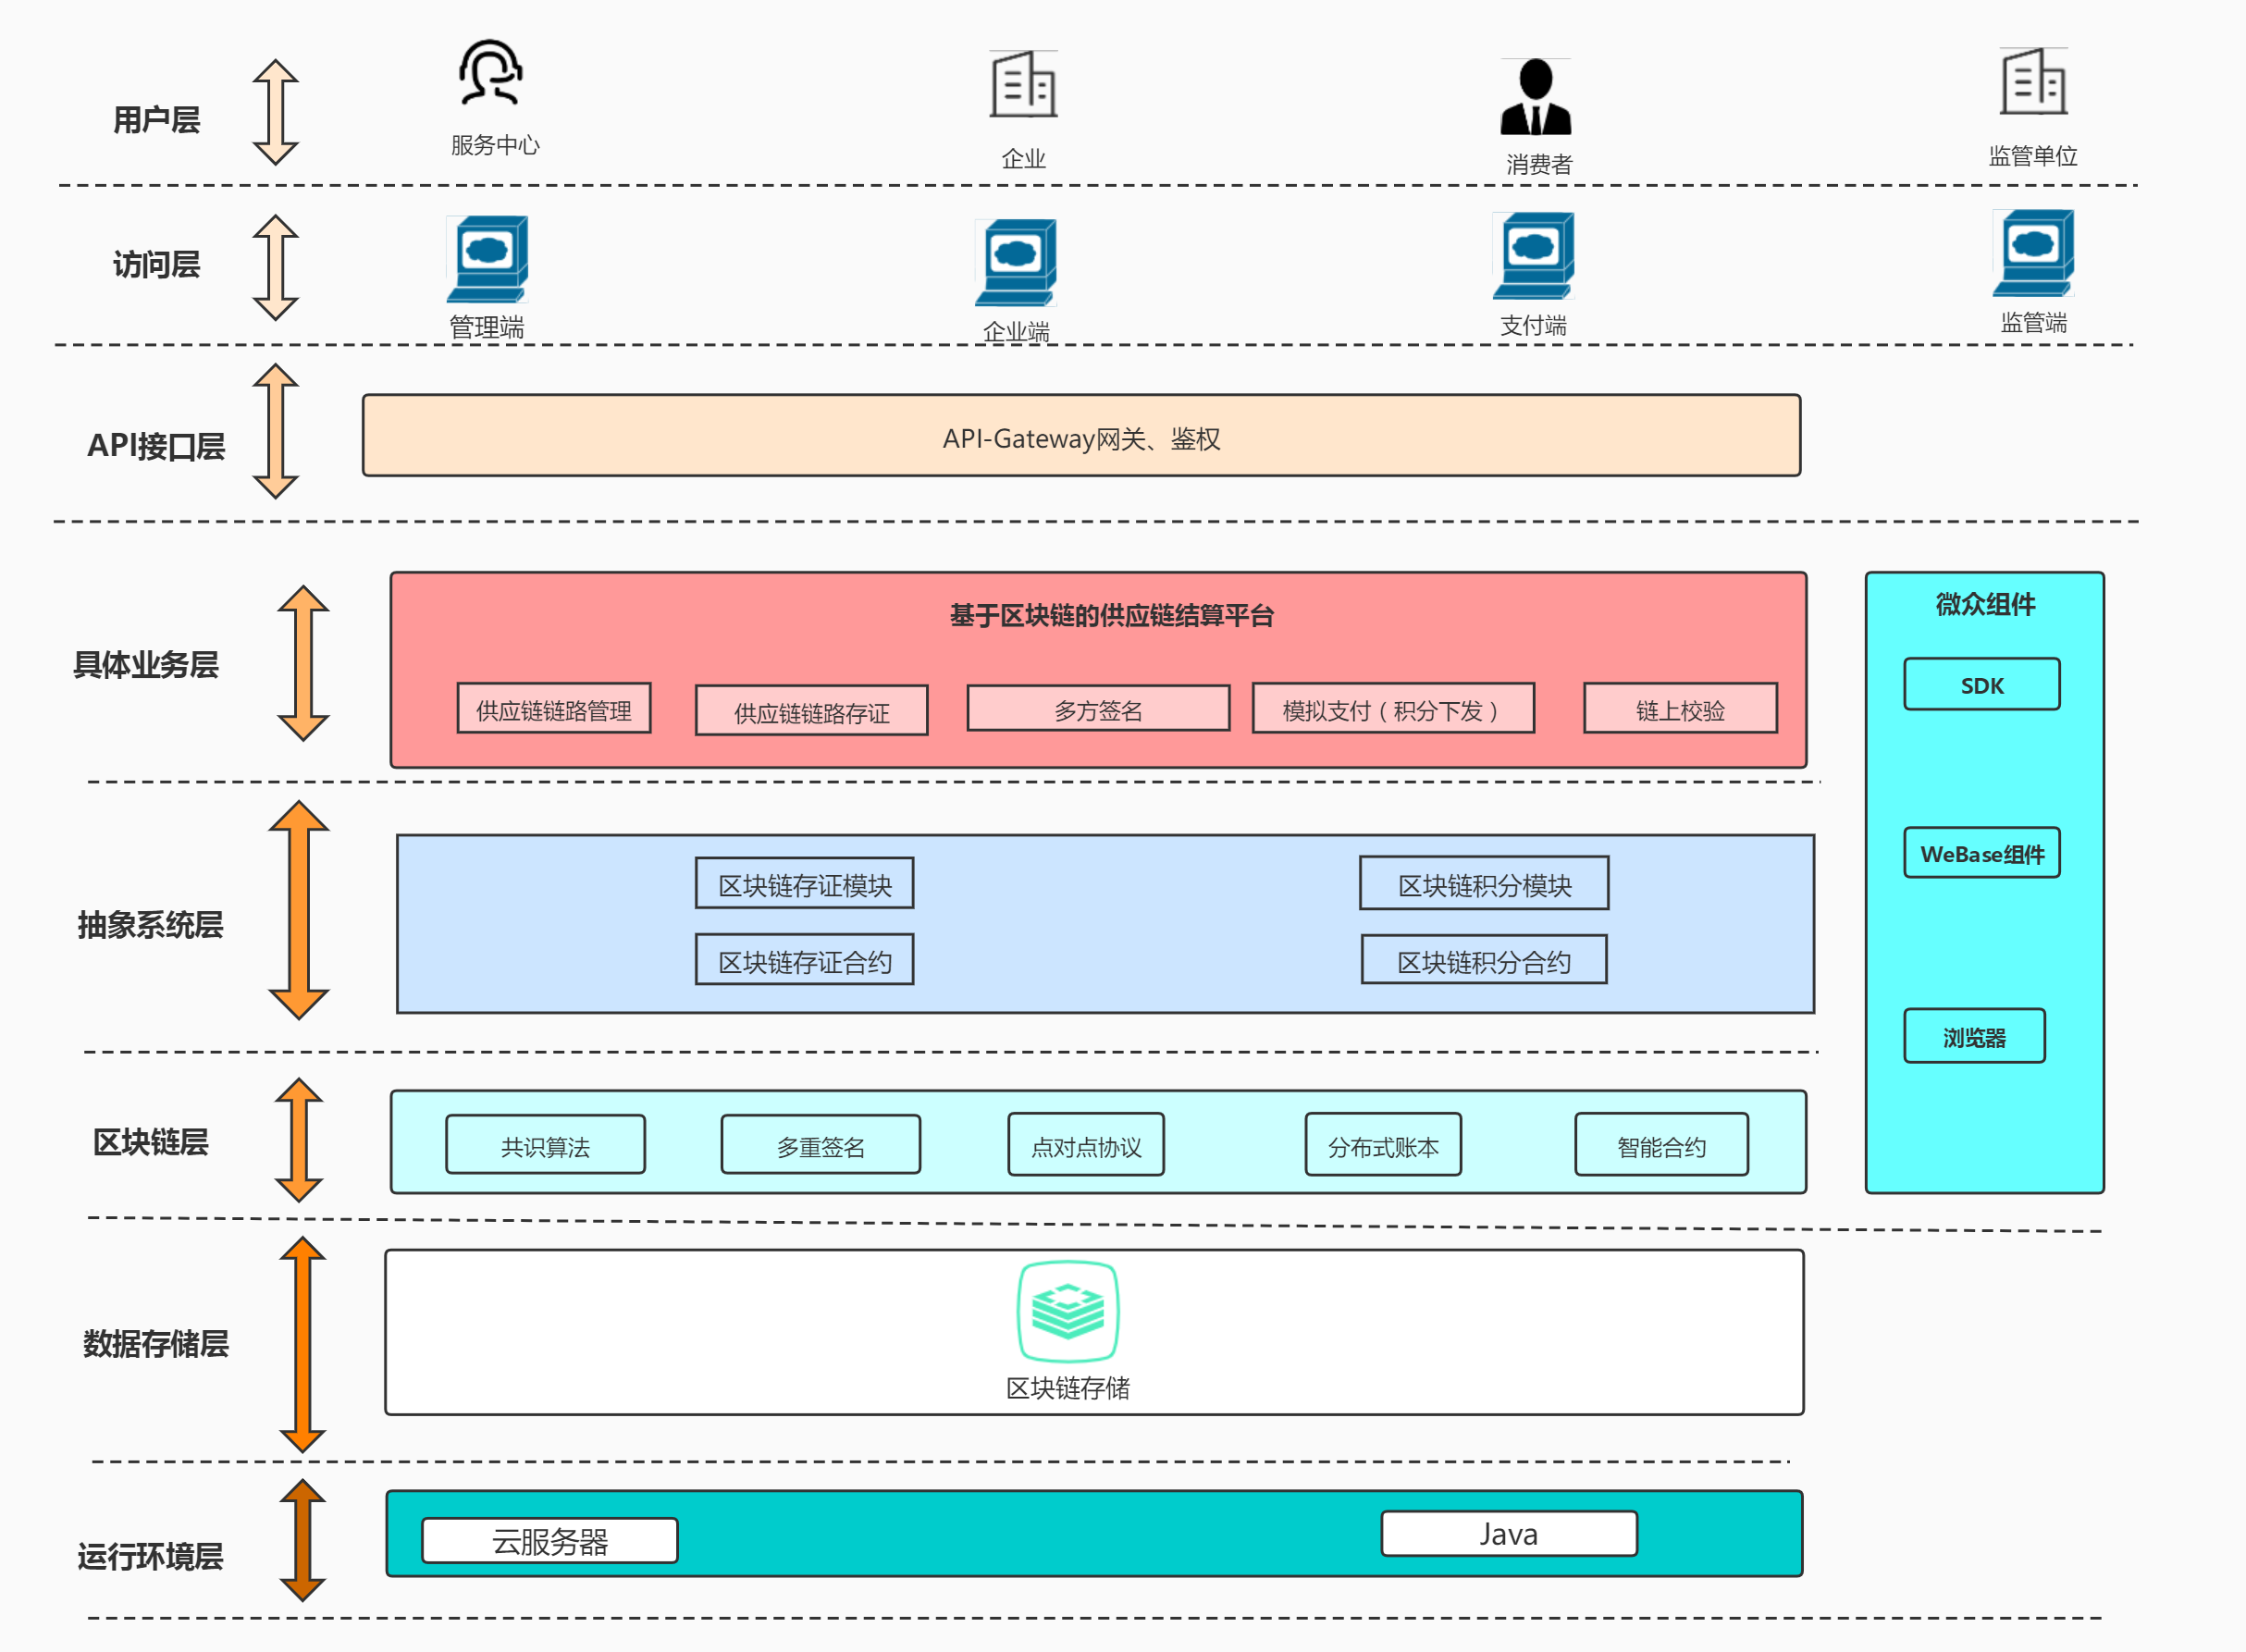 用户层
服务中心
企业
消费者
监管单位
访问层
管理端
企业端
支付端
监管端
API接口层
API-Gateway网关、鉴权
具体业务层
基于区块链的供应链结算平台
供应链链路管理
供应链链路存证
多方签名
模拟支付（积分下发）
链上校验
微众组件
SDK
WeBase组件
浏览器
抽象系统层
区块链存证模块
区块链积分模块
区块链存证合约
区块链积分合约
区块链层
共识算法
多重签名
点对点协议
分布式账本
智能合约
数据存储层
区块链存储
运行环境层
云服务器
Java